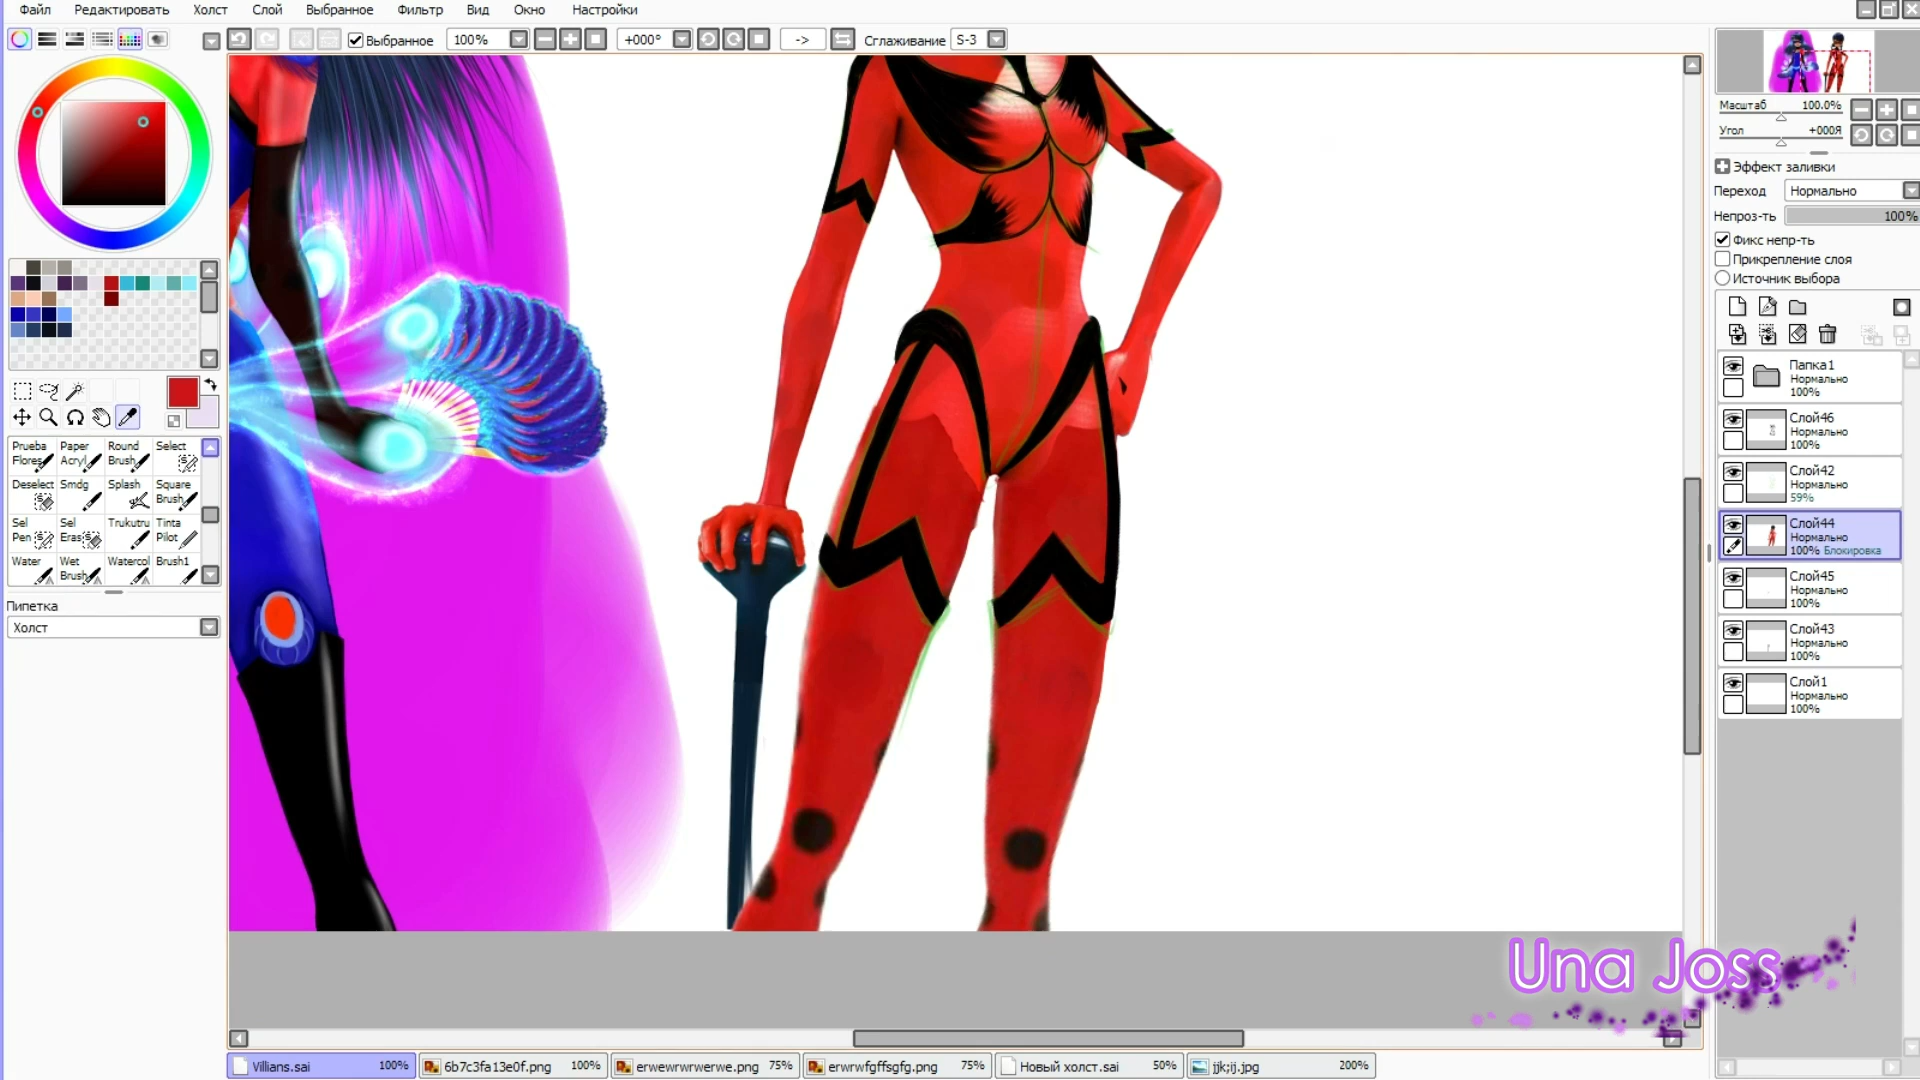 Файл Редактировать Холст Слой Выбранное Фильтр Вид Окно Настройки
Выбранное 100% +000° -> Сглаживание S-3
Масштаб 100.0%
Угол +000Я
Эффект заливки
Переход Нормально
Непроз-ть 100%
Фикс непр-ть
Прикрепление слоя
Источник выбора
Prueba Flores Paper Acryl Round Brush Select
Deselect Smdg Splash Square Brush
Sel Pen Sel Eras Trukutru Tinta Pilot
Water Wet Brush Watercol Brush1
Пипетка
Холст
Папка1
Нормально
100%
Слой46
Нормально
100%
Слой42
Нормально
59%
Слой44
Нормально
100% Блокировка
Слой45
Нормально
100%
Слой43
Нормально
100%
Слой1
Нормально
100%
Una Joss
Villians.sai 100% 6b7c3fa13e0f.png 100% erwewrwrwerwe.png 75% erwrwfgffsgfg.png 75% Новый холст.sai 50% jjk;ij.jpg 200%